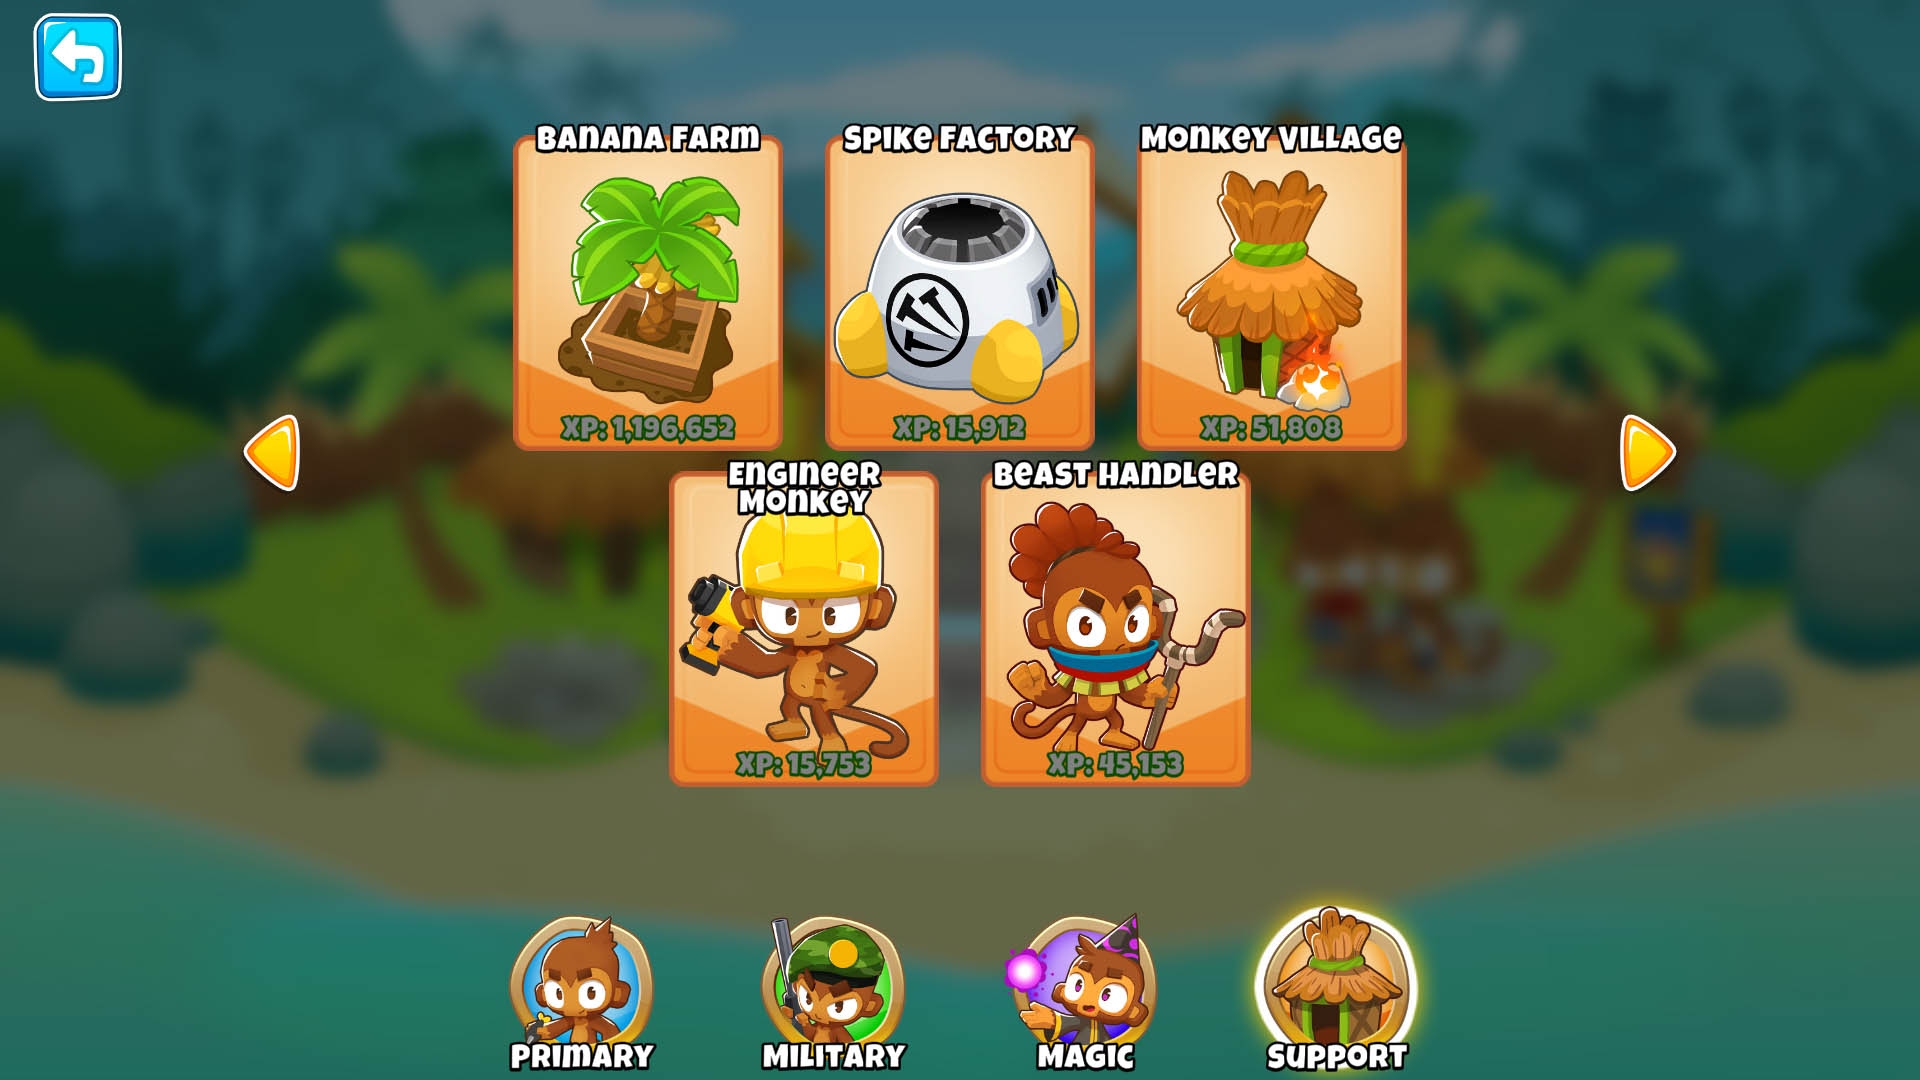 BANANA FARM
SPIKE FACTORY
MONKEY VILLAGE
XP: 1,196,652
XP: 15,912
XP: 51,808
ENGINEER
MONKEY
BEAST HANDLER
XP: 15,753
XP: 45,153
PRIMARY
MILITARY
MAGIC
SUPPORT